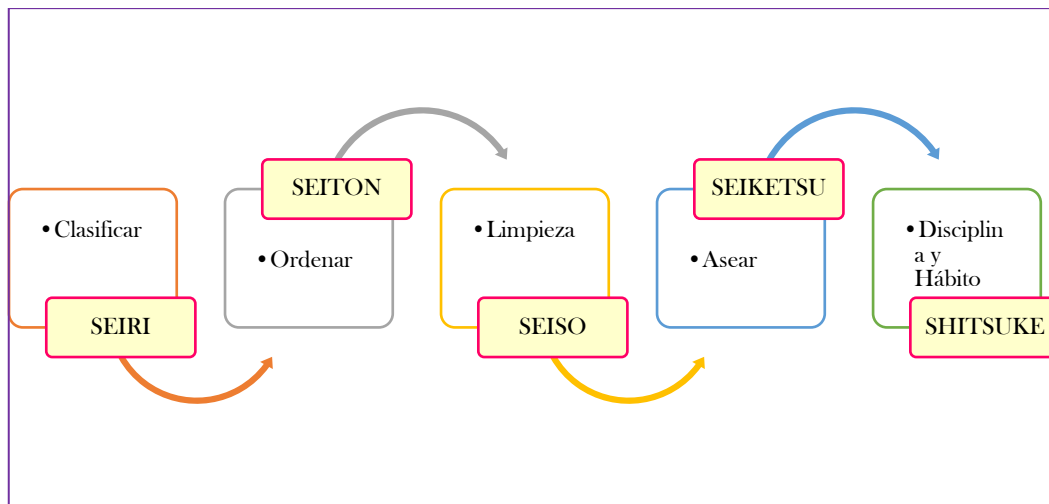 • Clasificar
SEIRI
SEITON
• Ordenar
• Limpieza
SEISO
SEIKETSU
• Asear
• Disciplin
a y
Hábito
SHITSUKE